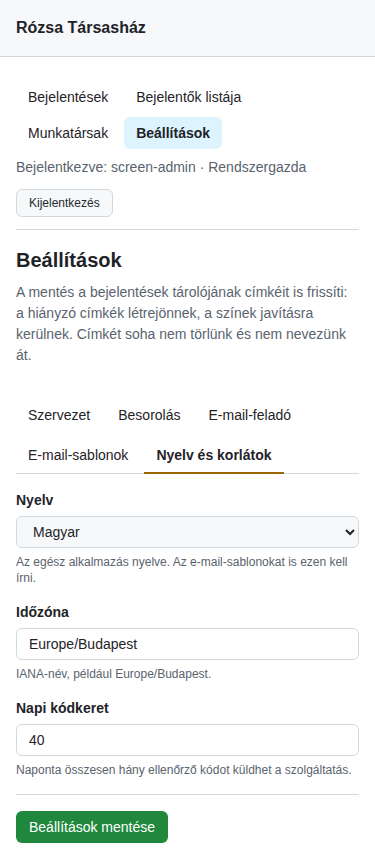 Rózsa Társasház
Bejelentések Bejelentők listája
Munkatársak Beállítások
Bejelentkezve: screen-admin · Rendszergazda
Kijelentkezés
Beállítások
A mentés a bejelentések tárolójának címkéit is frissíti:
a hiányzó címkék létrejönnek, a színek javításra
kerülnek. Címkét soha nem törlünk és nem nevezünk
át.
Szervezet Besorolás E-mail-feladó
E-mail-sablonok Nyelv és korlátok
Nyelv
Magyar
Az egész alkalmazás nyelve. Az e-mail-sablonokat is ezen kell
írni.
Időzóna
Europe/Budapest
IANA-név, például Europe/Budapest.
Napi kódkeret
40
Naponta összesen hány ellenőrző kódot küldhet a szolgáltatás.
Beállítások mentése